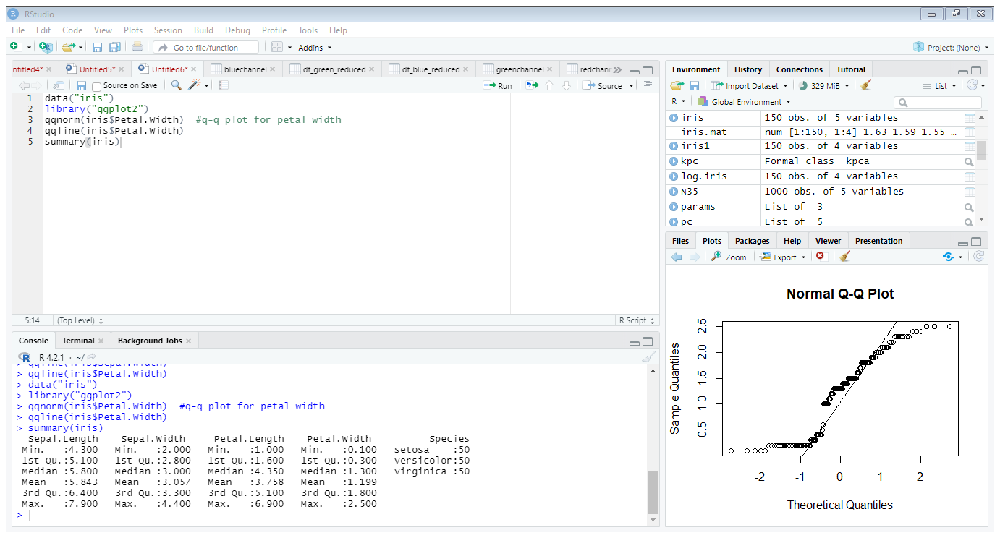 RStudio
File Edit Code View Plots Session Build Debug Profile Tools Help
Go to file/function Addins Project: (None)
ntitled4* Untitled5* Untitled6* bluechannel df_green_reduced df_blue_reduced greenchannel redchanr
Source on Save Run Source
1 data("iris")
2 library("ggplot2")
3 qqnorm(iris$Petal.Width) #q-q plot for petal width
4 qqline(iris$Petal.Width)
5 summary(iris)
5:14 (Top Level) R Script
Console Terminal Background Jobs
R 4.2.1 · ~/
> qqline(iris$Petal.Width)
> data("iris")
> library("ggplot2")
> qqnorm(iris$Petal.Width) #q-q plot for petal width
> qqline(iris$Petal.Width)
> summary(iris)
Sepal.Length Sepal.Width Petal.Length Petal.Width Species
Min. :4.300 Min. :2.000 Min. :1.000 Min. :0.100 setosa :50
1st Qu.:5.100 1st Qu.:2.800 1st Qu.:1.600 1st Qu.:0.300 versicolor:50
Median :5.800 Median :3.000 Median :4.350 Median :1.300 virginica :50
Mean :5.843 Mean :3.057 Mean :3.758 Mean :1.199
3rd Qu.:6.400 3rd Qu.:3.300 3rd Qu.:5.100 3rd Qu.:1.800
Max. :7.900 Max. :4.400 Max. :6.900 Max. :2.500
>
Environment History Connections Tutorial
Import Dataset 329 MiB List
R Global Environment
iris 150 obs. of 5 variables
iris.mat num [1:150, 1:4] 1.63 1.59 1.55 …
iris1 150 obs. of 4 variables
kpc Formal class kpca
log.iris 150 obs. of 4 variables
N35 1000 obs. of 5 variables
params List of 3
pc List of 5
Files Plots Packages Help Viewer Presentation
Zoom Export
Normal Q-Q Plot
Sample Quantiles
2.5
2.0
1.5
1.0
0.5
-2 -1 0 1 2
Theoretical Quantiles